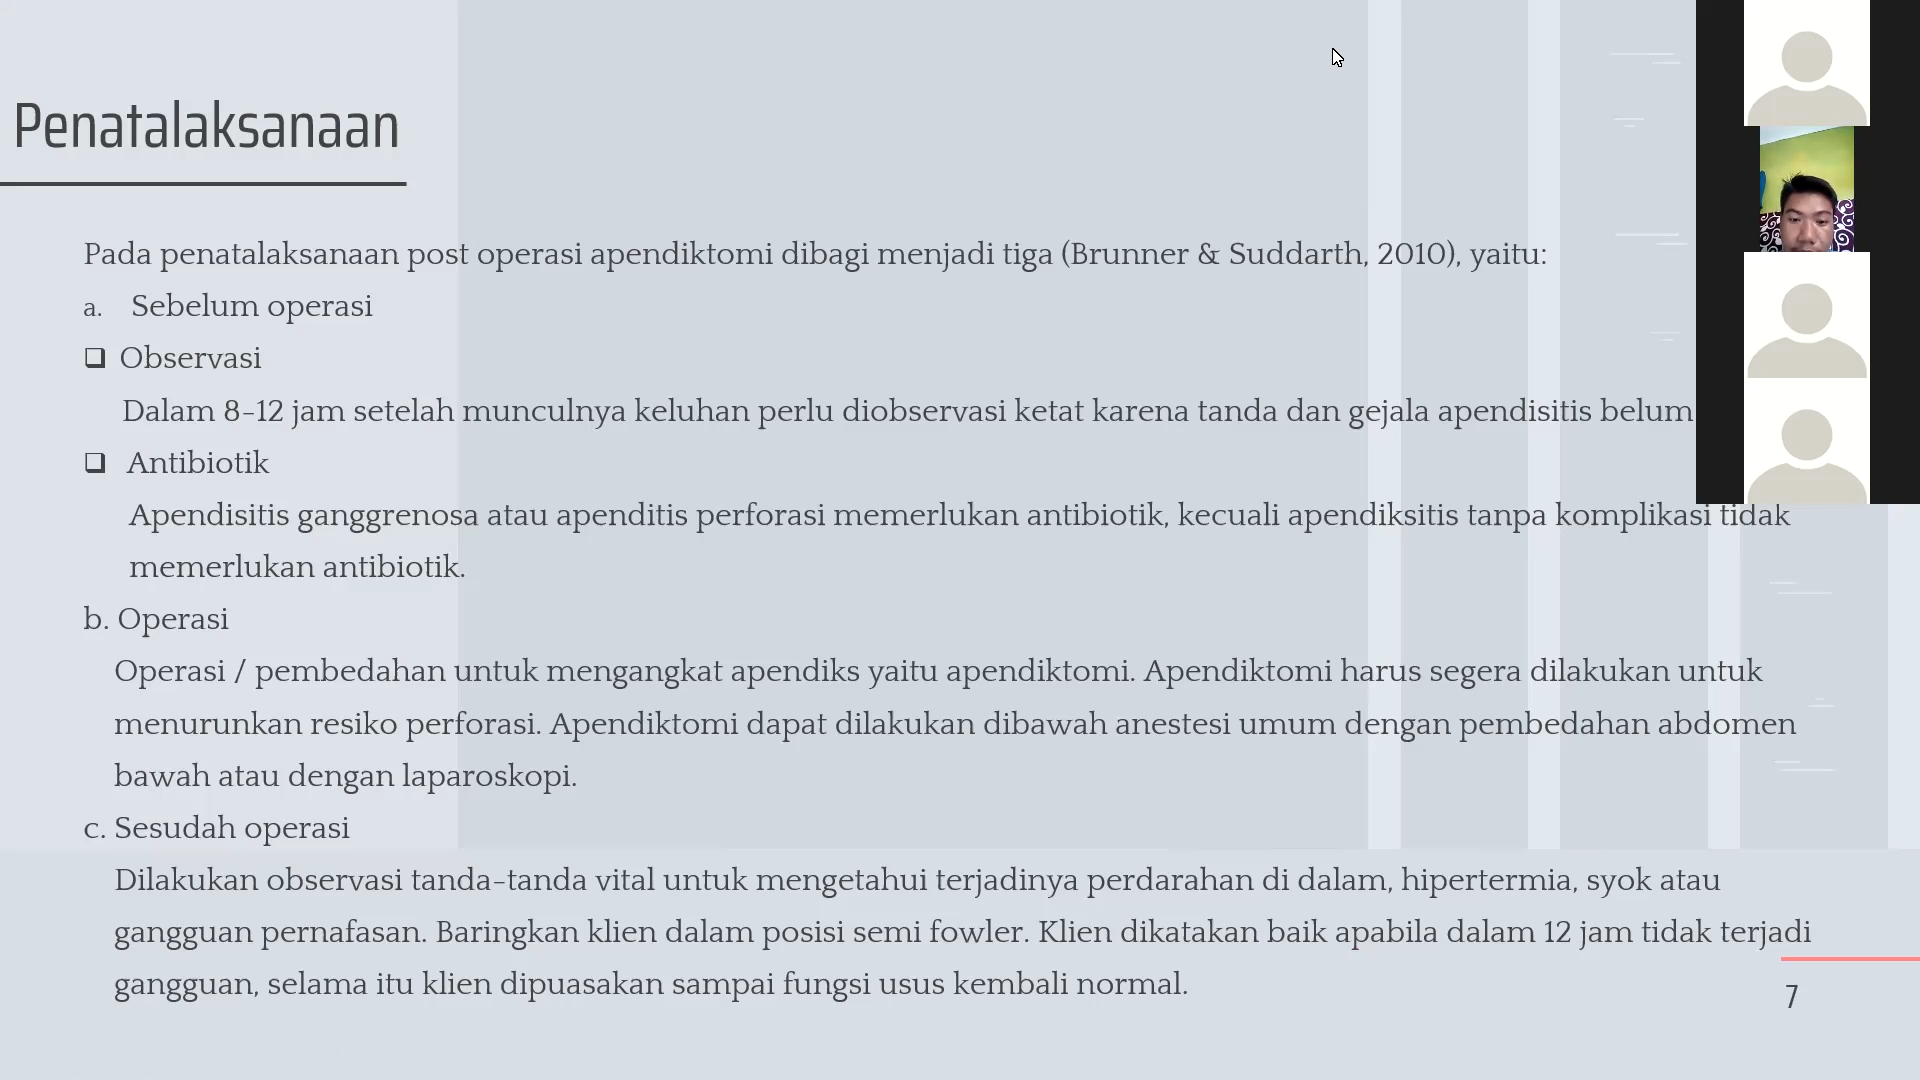 Penatalaksanaan
Pada penatalaksanaan post operasi apendiktomi dibagi menjadi tiga (Brunner & Suddarth, 2010), yaitu:
a. Sebelum operasi
❑ Observasi
Dalam 8-12 jam setelah munculnya keluhan perlu diobservasi ketat karena tanda dan gejala apendisitis belum
❑ Antibiotik
Apendisitis ganggrenosa atau apenditis perforasi memerlukan antibiotik, kecuali apendiksitis tanpa komplikasi tidak
memerlukan antibiotik.
b. Operasi
Operasi / pembedahan untuk mengangkat apendiks yaitu apendiktomi. Apendiktomi harus segera dilakukan untuk
menurunkan resiko perforasi. Apendiktomi dapat dilakukan dibawah anestesi umum dengan pembedahan abdomen
bawah atau dengan laparoskopi.
c. Sesudah operasi
Dilakukan observasi tanda-tanda vital untuk mengetahui terjadinya perdarahan di dalam, hipertermia, syok atau
gangguan pernafasan. Baringkan klien dalam posisi semi fowler. Klien dikatakan baik apabila dalam 12 jam tidak terjadi
gangguan, selama itu klien dipuasakan sampai fungsi usus kembali normal.
7